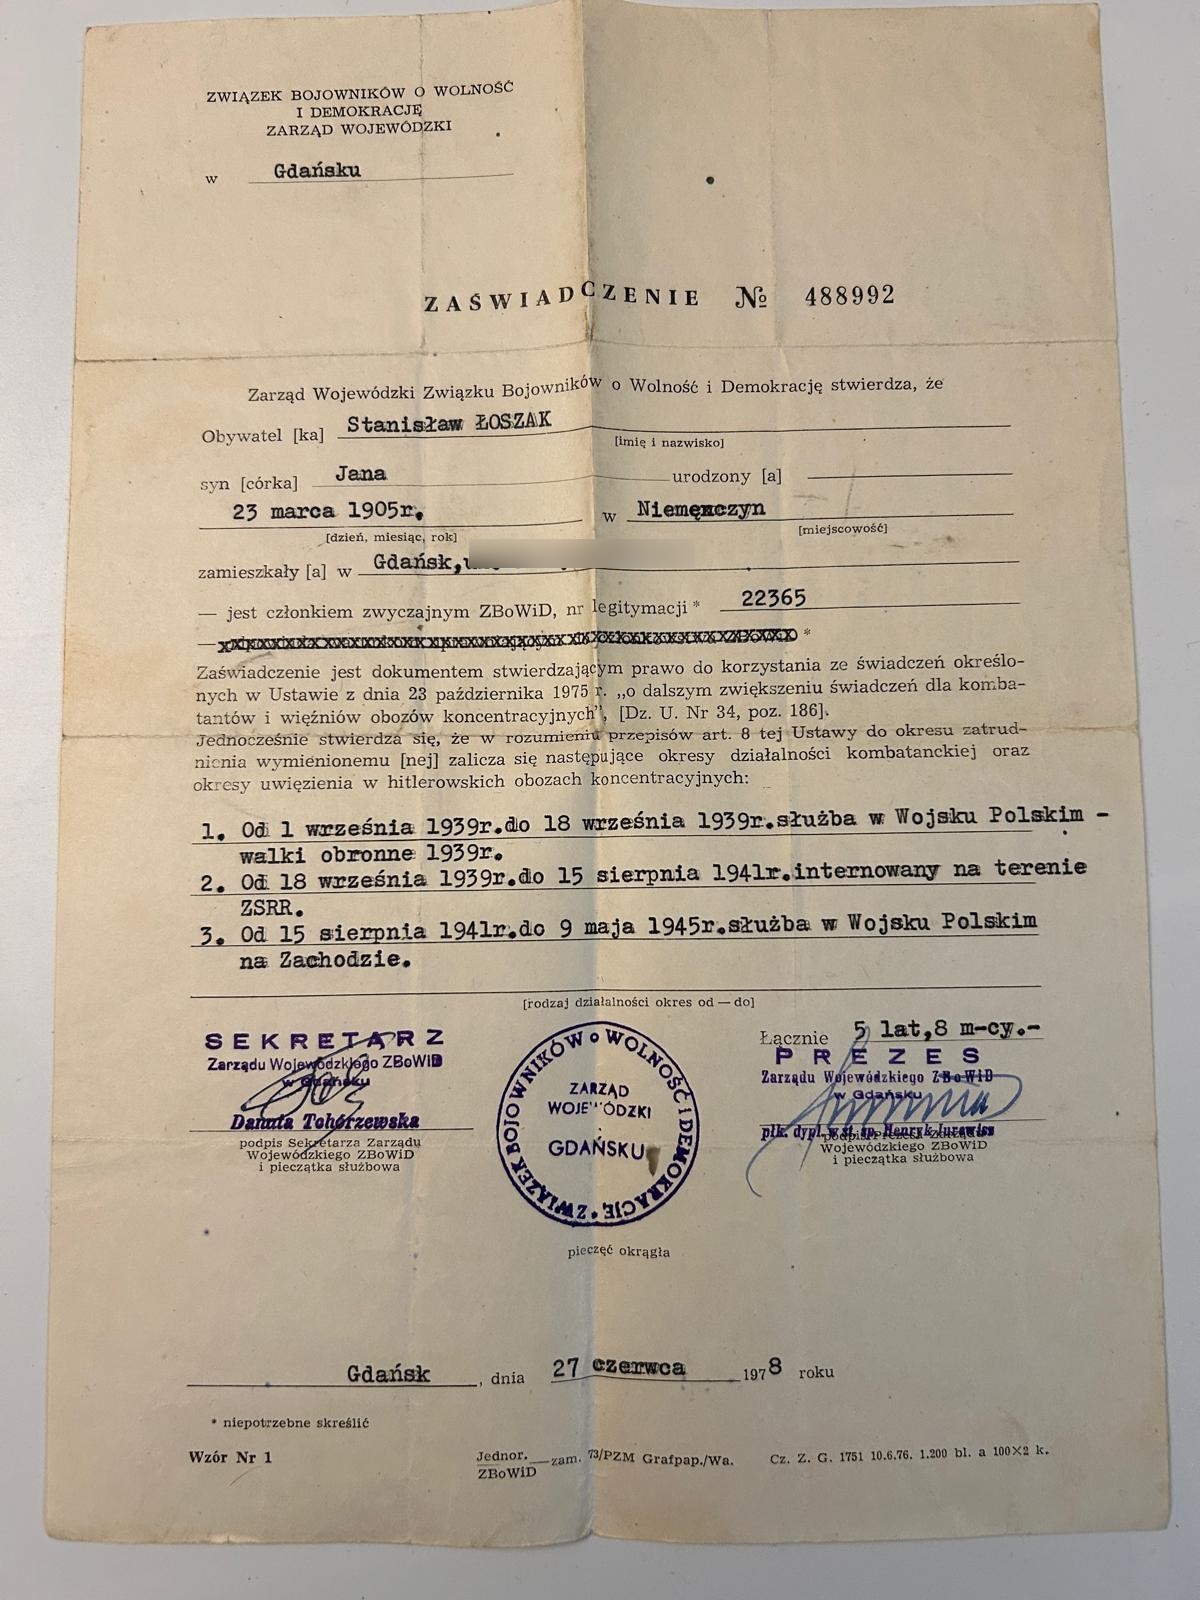 ZWIĄZEK BOJOWNIKÓW O WOLNOŚĆ
I DEMOKRACJĘ
ZARZĄD WOJEWÓDZKI
w Gdańsku
ZAŚWIADCZENIE № 488992
Zarząd Wojewódzki Związku Bojowników o Wolność i Demokrację stwierdza, że
Obywatel [ka] Stanisław ŁOSZAK
[imię i nazwisko]
syn [córka] Jana urodzony [a]
23 marca 1905r. w Niemęnczyn
[dzień, miesiąc, rok] [miejscowość]
zamieszkały [a] w Gdańsk,
— jest członkiem zwyczajnym ZBoWiD, nr legitymacji * 22365
— *
Zaświadczenie jest dokumentem stwierdzającym prawo do korzystania ze świadczeń określo-
nych w Ustawie z dnia 23 października 1975 r. „o dalszym zwiększeniu świadczeń dla komba-
tantów i więźniów obozów koncentracyjnych”, [Dz. U. Nr 34, poz. 186].
Jednocześnie stwierdza się, że w rozumieniu przepisów art. 8 tej Ustawy do okresu zatrud-
nienia wymienionemu [nej] zalicza się następujące okresy działalności kombatanckiej oraz
okresy uwięzienia w hitlerowskich obozach koncentracyjnych:
1. Od 1 września 1939r.do 18 września 1939r.służba w Wojsku Polskim –
walki obronne 1939r.
2. Od 18 września 1939r.do 15 sierpnia 1941r.internowany na terenie
ZSRR.
3. Od 15 sierpnia 1941r.do 9 maja 1945r.służba w Wojsku Polskim
na Zachodzie.
[rodzaj działalności okres od — do]
Łącznie 5 lat,8 m-cy.-
SEKRETARZ
Zarządu Wojewódzkiego ZBoWiD
w Gdańsku
Danuta Tchórzewska
podpis Sekretarza Zarządu
Wojewódzkiego ZBoWiD
i pieczątka służbowa
ZWIĄZEK BOJOWNIKÓW O WOLNOŚĆ I DEMOKRACJĘ
ZARZĄD
WOJEWÓDZKI
GDAŃSKU
PREZES
Zarządu Wojewódzkiego ZBoWiD
w Gdańsku
płk. dypl. w st. sp. Henryk Jurewicz
podpis Prezesa Zarządu
Wojewódzkiego ZBoWiD
i pieczątka służbowa
pieczęć okrągła
Gdańsk, dnia 27 czerwca 1978 roku
* niepotrzebne skreślić
Wzór Nr 1
Jednor. zam. 73/PZM Grafpap./Wa. Cz. Z. G. 1751 10.6.76. 1.200 bl. a 100×2 k.
ZBoWiD